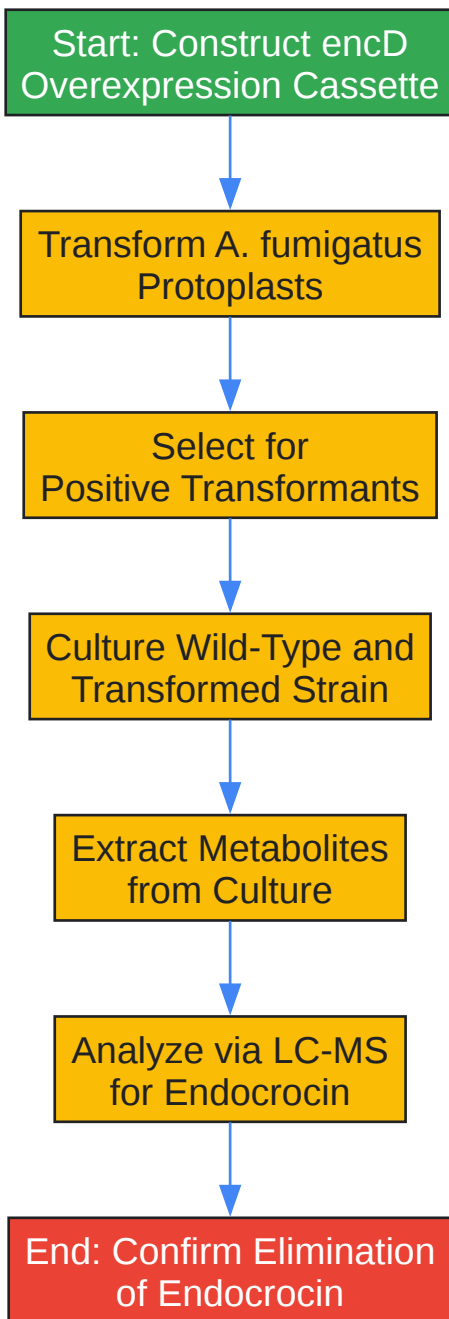 Start: Construct encD
Overexpression Cassette
Transform A. fumigatus
Protoplasts
Select for
Positive Transformants
Culture Wild-Type and
Transformed Strain
Extract Metabolites
from Culture
Analyze via LC-MS
for Endocrocin
End: Confirm Elimination
of Endocrocin